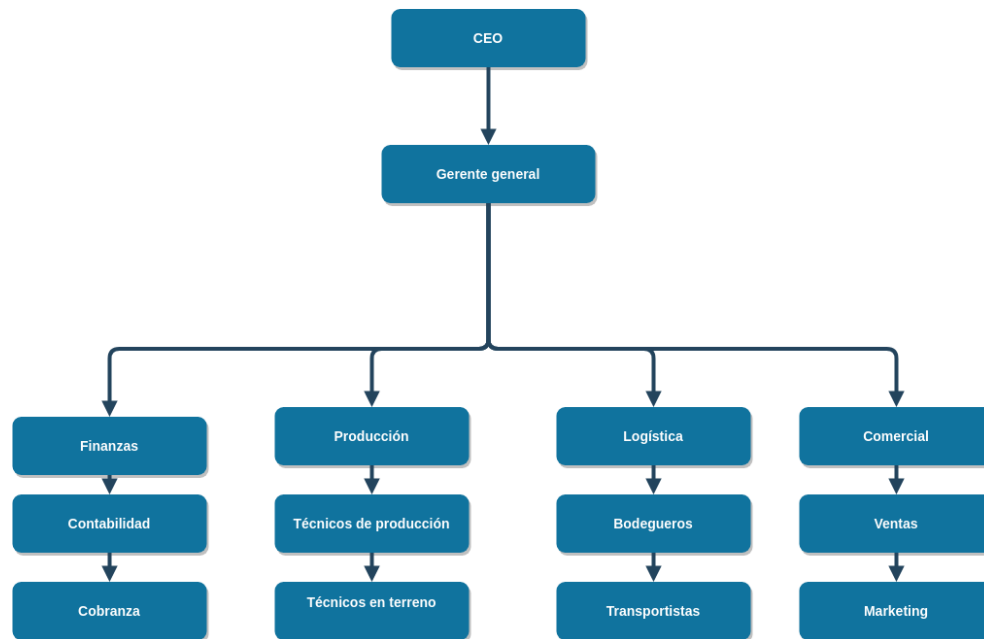 CEO
Gerente general
Finanzas
Producción
Logística
Comercial
Contabilidad
Técnicos de producción
Bodegueros
Ventas
Cobranza
Técnicos en terreno
Transportistas
Marketing